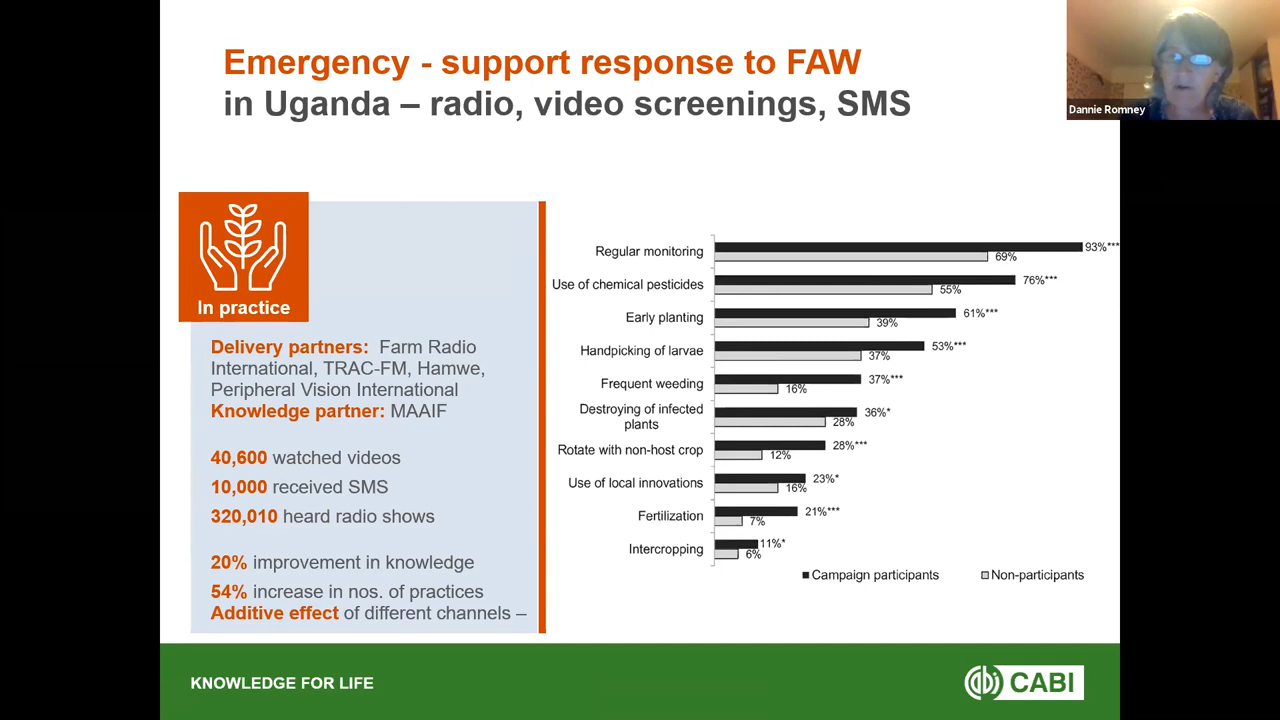 Emergency - support response to FAW
in Uganda – radio, video screenings, SMS
Dannie Romney
In practice
Delivery partners: Farm Radio
International, TRAC-FM, Hamwe,
Peripheral Vision International
Knowledge partner: MAAIF
40,600 watched videos
10,000 received SMS
320,010 heard radio shows
20% improvement in knowledge
54% increase in nos. of practices
Additive effect of different channels –
Regular monitoring
93%***
69%
Use of chemical pesticides
76%***
55%
Early planting
61%***
39%
Handpicking of larvae
53%***
37%
Frequent weeding
37%***
16%
Destroying of infected
plants
36%*
28%
Rotate with non-host crop
28%***
12%
Use of local innovations
23%*
16%
Fertilization
21%***
7%
Intercropping
11%*
6%
Campaign participants
Non-participants
KNOWLEDGE FOR LIFE
CABI